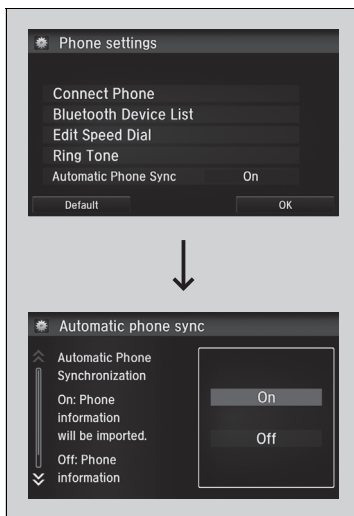 Phone settings
Connect Phone
Bluetooth Device List
Edit Speed Dial
Ring Tone
Automatic Phone Sync On
Default OK
Automatic phone sync
Automatic Phone
Synchronization
On: Phone
information
will be imported.
Off: Phone
information
On
Off